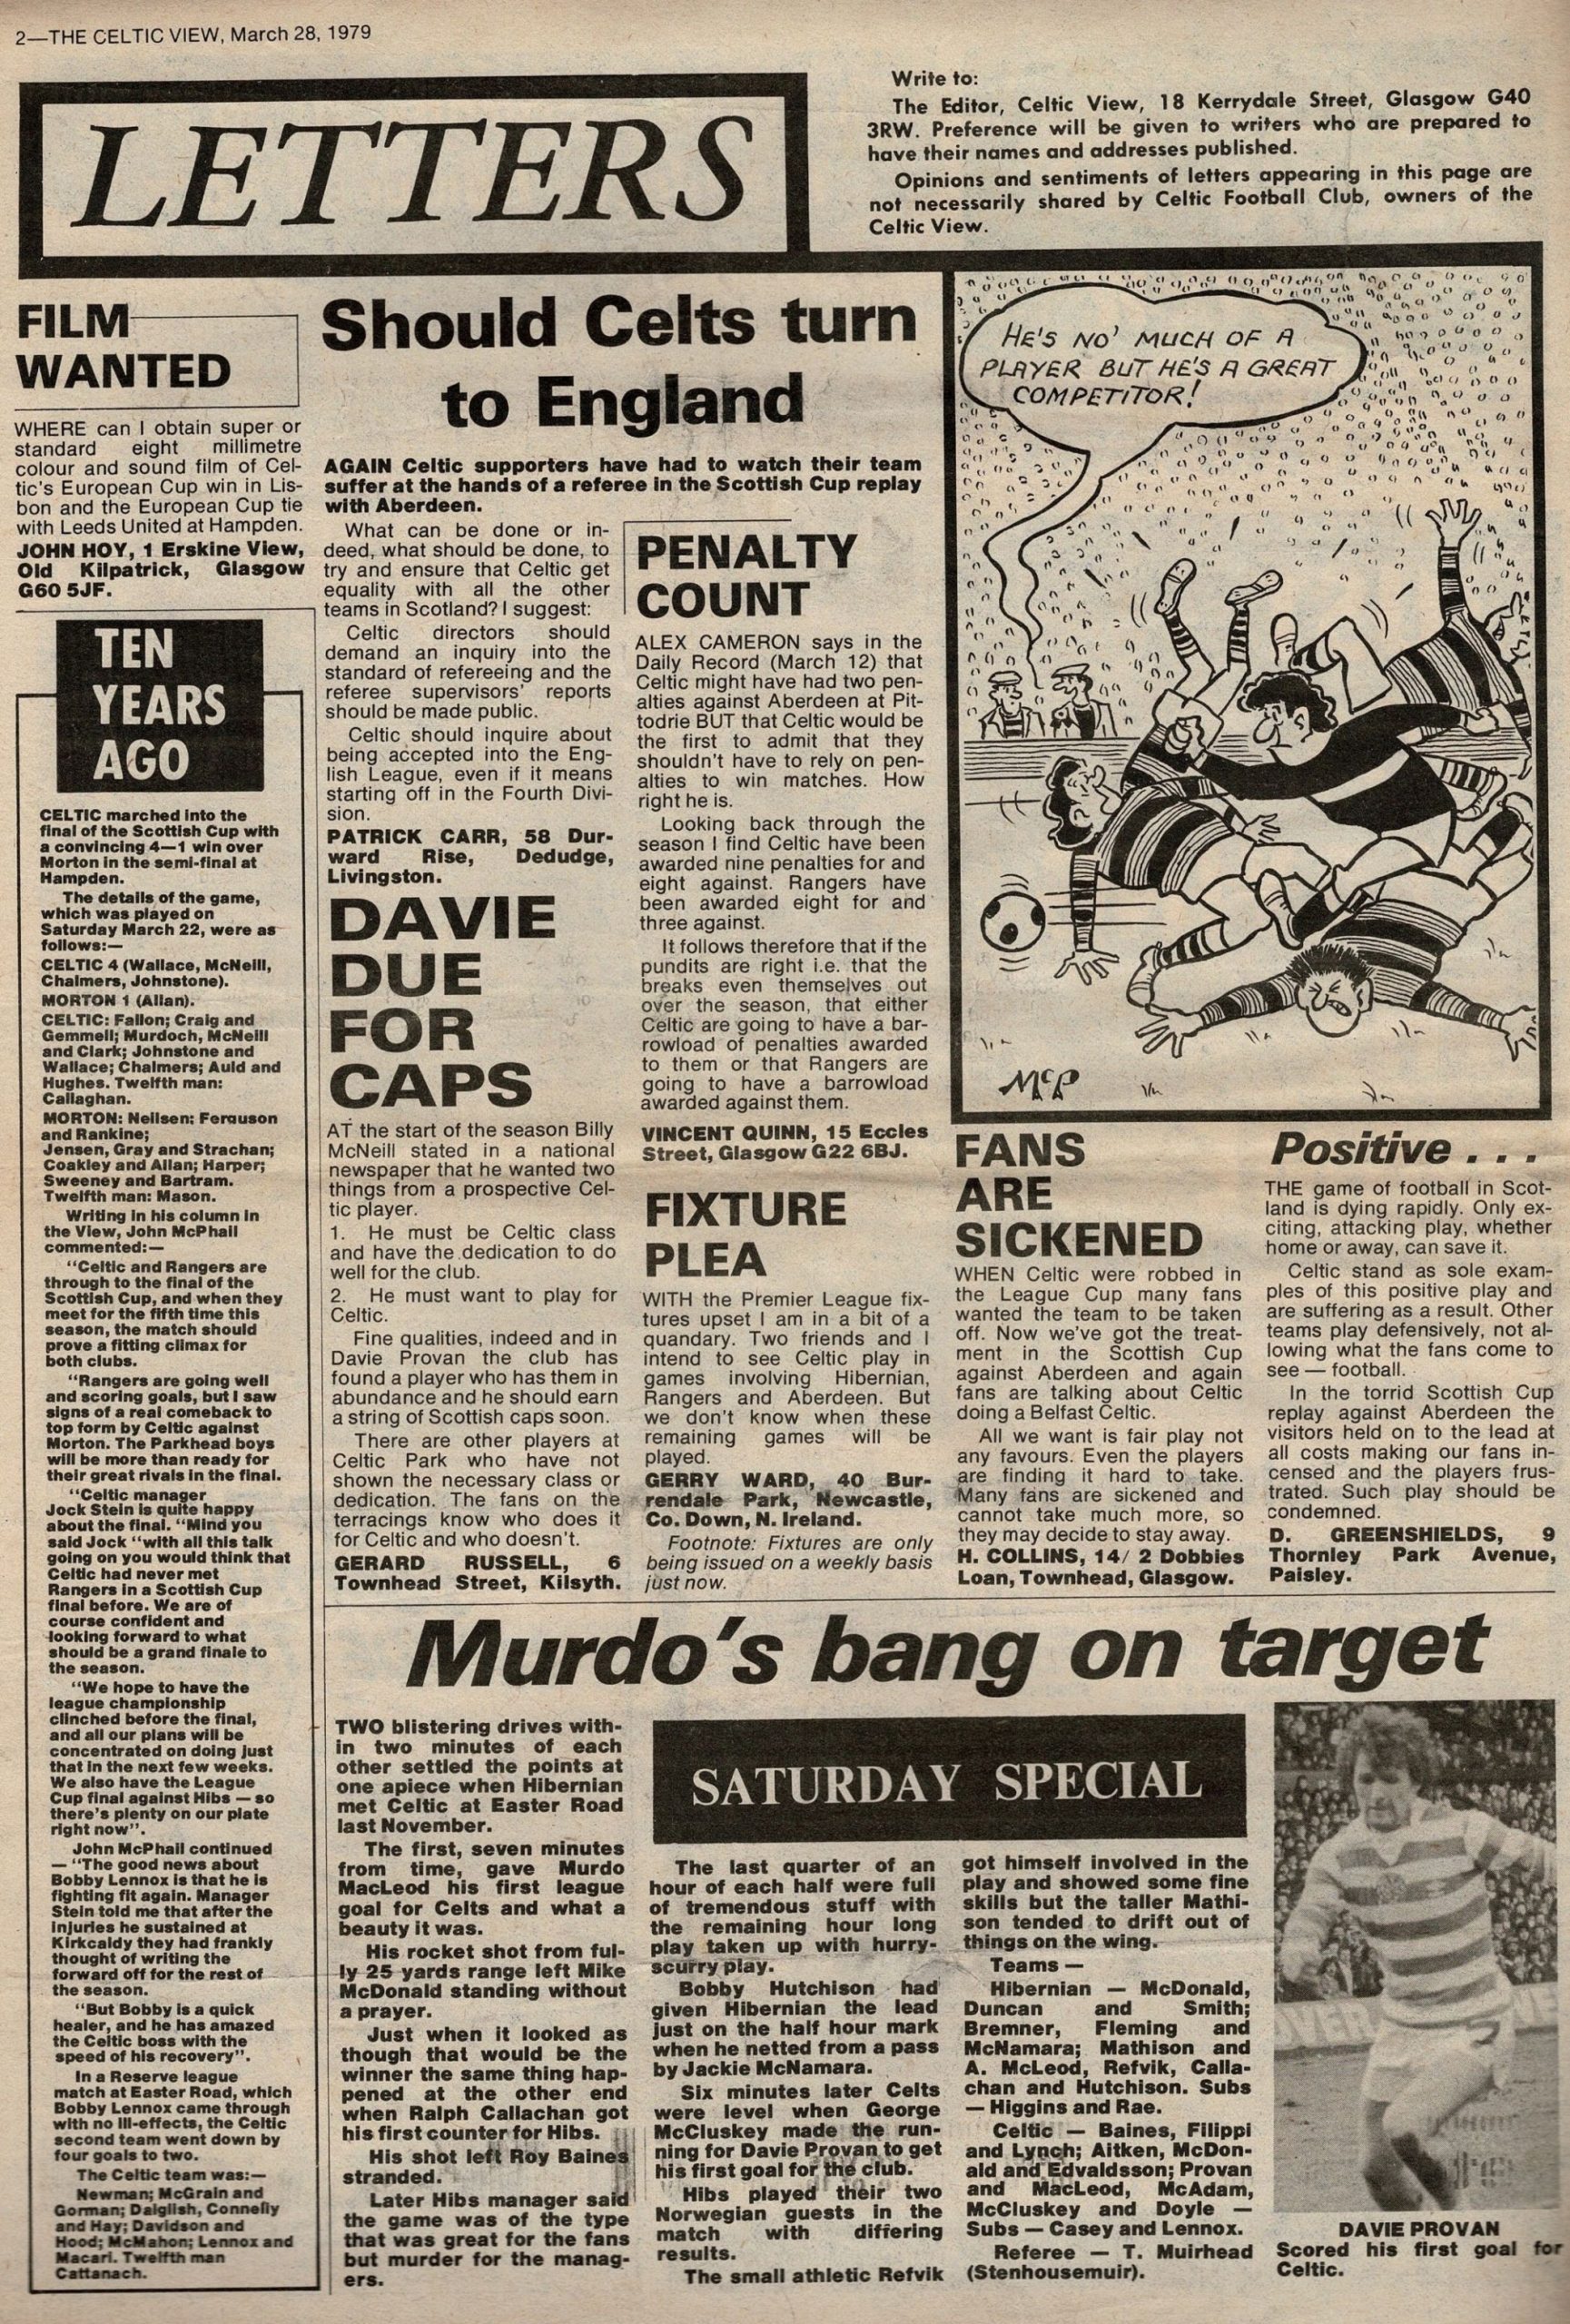 2—THE CELTIC VIEW, March 28, 1979
LETTERS
Write to:
The Editor, Celtic View, 18 Kerrydale Street, Glasgow G40
3RW. Preference will be given to writers who are prepared to
have their names and addresses published.
Opinions and sentiments of letters appearing in this page are
not necessarily shared by Celtic Football Club, owners of the
Celtic View.
FILM
WANTED
WHERE can I obtain super or
standard eight millimetre
colour and sound film of Cel-
tic's European Cup win in Lis-
bon and the European Cup tie
with Leeds United at Hampden.
JOHN HOY, 1 Erskine View,
Old Kilpatrick, Glasgow
G60 5JF.
TEN
YEARS
AGO
CELTIC marched into the
final of the Scottish Cup with
a convincing 4—1 win over
Morton in the semi-final at
Hampden.
The details of the game,
which was played on
Saturday March 22, were as
follows:—
CELTIC 4 (Wallace, McNeill,
Chalmers, Johnstone).
MORTON 1 (Allan).
CELTIC: Fallon; Craig and
Gemmell; Murdoch, McNeill
and Clark; Johnstone and
Wallace; Chalmers; Auld and
Hughes. Twelfth man:
Callaghan.
MORTON: Neilsen; Ferguson
and Rankine;
Jensen, Gray and Strachan;
Coakley and Allan; Harper;
Sweeney and Bartram.
Twelfth man: Mason.
Writing in his column in
the View, John McPhail
commented:—
"Celtic and Rangers are
through to the final of the
Scottish Cup, and when they
meet for the fifth time this
season, the match should
prove a fitting climax for
both clubs.
"Rangers are going well
and scoring goals, but I saw
signs of a real comeback to
top form by Celtic against
Morton. The Parkhead boys
will be more than ready for
their great rivals in the final.
"Celtic manager
Jock Stein is quite happy
about the final. "Mind you
said Jock "with all this talk
going on you would think that
Celtic had never met
Rangers in a Scottish Cup
final before. We are of
course confident and
looking forward to what
should be a grand finale to
the season.
"We hope to have the
league championship
clinched before the final,
and all our plans will be
concentrated on doing just
that in the next few weeks.
We also have the League
Cup final against Hibs — so
there's plenty on our plate
right now".
John McPhail continued
— "The good news about
Bobby Lennox is that he is
fighting fit again. Manager
Stein told me that after the
injuries he sustained at
Kirkcaldy they had frankly
thought of writing the
forward off for the rest of
the season.
"But Bobby is a quick
healer, and he has amazed
the Celtic boss with the
speed of his recovery".
In a Reserve league
match at Easter Road, which
Bobby Lennox came through
with no ill-effects, the Celtic
second team went down by
four goals to two.
The Celtic team was:—
Newman; McGrain and
Gorman; Dalglish, Connelly
and Hay; Davidson and
Hood; McMahon; Lennox and
Macari. Twelfth man
Cattanach.
Should Celts turn
to England
AGAIN Celtic supporters have had to watch their team
suffer at the hands of a referee in the Scottish Cup replay
with Aberdeen.
What can be done or in-
deed, what should be done, to
try and ensure that Celtic get
equality with all the other
teams in Scotland? I suggest:
Celtic directors should
demand an inquiry into the
standard of refereeing and the
referee supervisors' reports
should be made public.
Celtic should inquire about
being accepted into the Eng-
lish League, even if it means
starting off in the Fourth Divi-
sion.
PATRICK CARR, 58 Dur-
ward Rise, Dedudge,
Livingston.
DAVIE
DUE
FOR
CAPS
AT the start of the season Billy
McNeill stated in a national
newspaper that he wanted two
things from a prospective Cel-
tic player.
1. He must be Celtic class
and have the dedication to do
well for the club.
2. He must want to play for
Celtic.
Fine qualities, indeed and in
Davie Provan the club has
found a player who has them in
abundance and he should earn
a string of Scottish caps soon.
There are other players at
Celtic Park who have not
shown the necessary class or
dedication. The fans on the
terracings know who does it
for Celtic and who doesn't.
GERARD RUSSELL, 6
Townhead Street, Kilsyth.
PENALTY
COUNT
ALEX CAMERON says in the
Daily Record (March 12) that
Celtic might have had two pen-
alties against Aberdeen at Pit-
todrie BUT that Celtic would be
the first to admit that they
shouldn't have to rely on pen-
alties to win matches. How
right he is.
Looking back through the
season I find Celtic have been
awarded nine penalties for and
eight against. Rangers have
been awarded eight for and
three against.
It follows therefore that if the
pundits are right i.e. that the
breaks even themselves out
over the season, that either
Celtic are going to have a bar-
rowload of penalties awarded
to them or that Rangers are
going to have a barrowload
awarded against them.
VINCENT QUINN, 15 Eccles
Street, Glasgow G22 6BJ.
FIXTURE
PLEA
WITH the Premier League fix-
tures upset I am in a bit of a
quandary. Two friends and I
intend to see Celtic play in
games involving Hibernian,
Rangers and Aberdeen. But
we don't know when these
remaining games will be
played.
GERRY WARD, 40 Bur-
rendale Park, Newcastle,
Co. Down, N. Ireland.
Footnote: Fixtures are only
being issued on a weekly basis
just now.
HE'S NO' MUCH OF A
PLAYER BUT HE'S A GREAT
COMPETITOR!
McP
FANS
ARE
SICKENED
WHEN Celtic were robbed in
the League Cup many fans
wanted the team to be taken
off. Now we've got the treat-
ment in the Scottish Cup
against Aberdeen and again
fans are talking about Celtic
doing a Belfast Celtic.
All we want is fair play not
any favours. Even the players
are finding it hard to take.
Many fans are sickened and
cannot take much more, so
they may decide to stay away.
H. COLLINS, 14/ 2 Dobbies
Loan, Townhead, Glasgow.
Positive . . .
THE game of football in Scot-
land is dying rapidly. Only ex-
citing, attacking play, whether
home or away, can save it.
Celtic stand as sole exam-
ples of this positive play and
are suffering as a result. Other
teams play defensively, not al-
lowing what the fans come to
see — football.
In the torrid Scottish Cup
replay against Aberdeen the
visitors held on to the lead at
all costs making our fans in-
censed and the players frus-
trated. Such play should be
condemned.
D. GREENSHIELDS, 9
Thornley Park Avenue,
Paisley.
Murdo's bang on target
TWO blistering drives with-
in two minutes of each
other settled the points at
one apiece when Hibernian
met Celtic at Easter Road
last November.
The first, seven minutes
from time, gave Murdo
MacLeod his first league
goal for Celts and what a
beauty it was.
His rocket shot from ful-
ly 25 yards range left Mike
McDonald standing without
a prayer.
Just when it looked as
though that would be the
winner the same thing hap-
pened at the other end
when Ralph Callachan got
his first counter for Hibs.
His shot left Roy Baines
stranded.
Later Hibs manager said
the game was of the type
that was great for the fans
but murder for the manag-
ers.
SATURDAY SPECIAL
The last quarter of an
hour of each half were full
of tremendous stuff with
the remaining hour long
play taken up with hurry-
scurry play.
Bobby Hutchison had
given Hibernian the lead
just on the half hour mark
when he netted from a pass
by Jackie McNamara.
Six minutes later Celts
were level when George
McCluskey made the run-
ning for Davie Provan to get
his first goal for the club.
Hibs played their two
Norwegian guests in the
match with differing
results.
The small athletic Refvik
got himself involved in the
play and showed some fine
skills but the taller Mathi-
son tended to drift out of
things on the wing.
Teams —
Hibernian — McDonald,
Duncan and Smith;
Bremner, Fleming and
McNamara; Mathison and
A. McLeod, Refvik, Calla-
chan and Hutchison. Subs
— Higgins and Rae.
Celtic — Baines, Filippi
and Lynch; Aitken, McDon-
ald and Edvaldsson; Provan
and MacLeod, McAdam,
McCluskey and Doyle —
Subs — Casey and Lennox.
Referee — T. Muirhead
(Stenhousemuir).
DAVIE PROVAN
Scored his first goal for
Celtic.